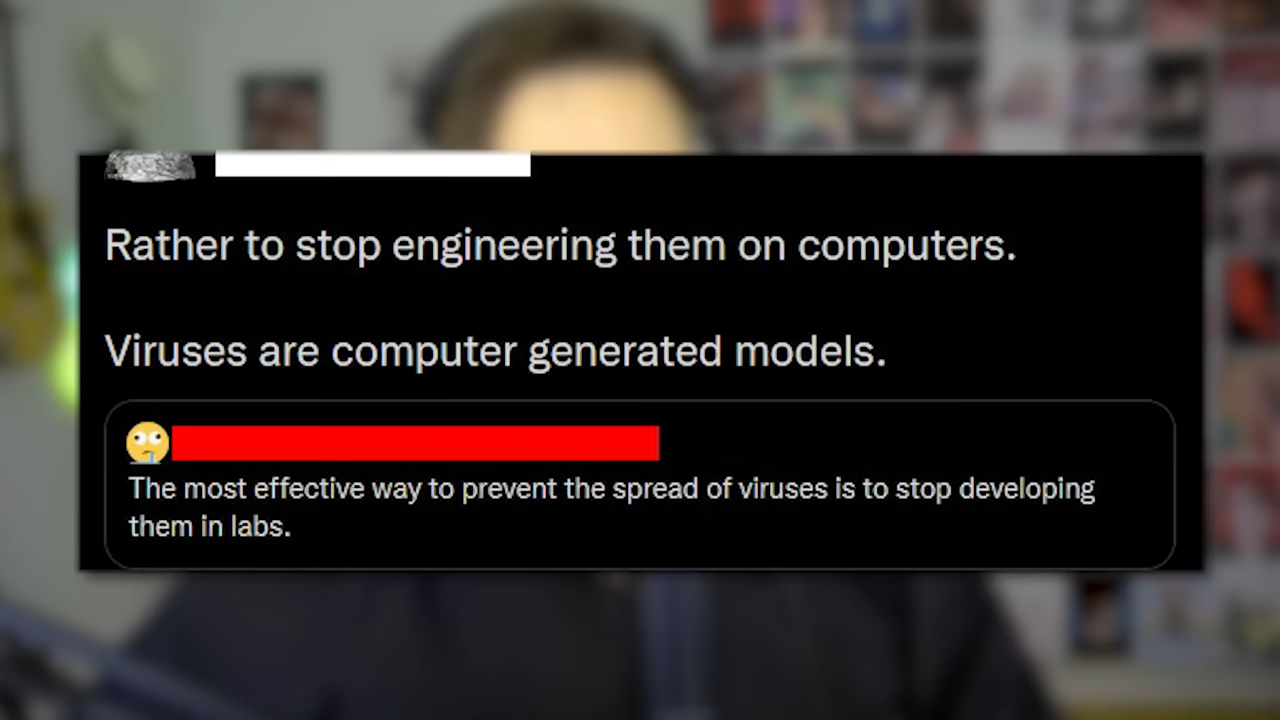 Rather to stop engineering them on computers.
Viruses are computer generated models.
The most effective way to prevent the spread of viruses is to stop developing
them in labs.